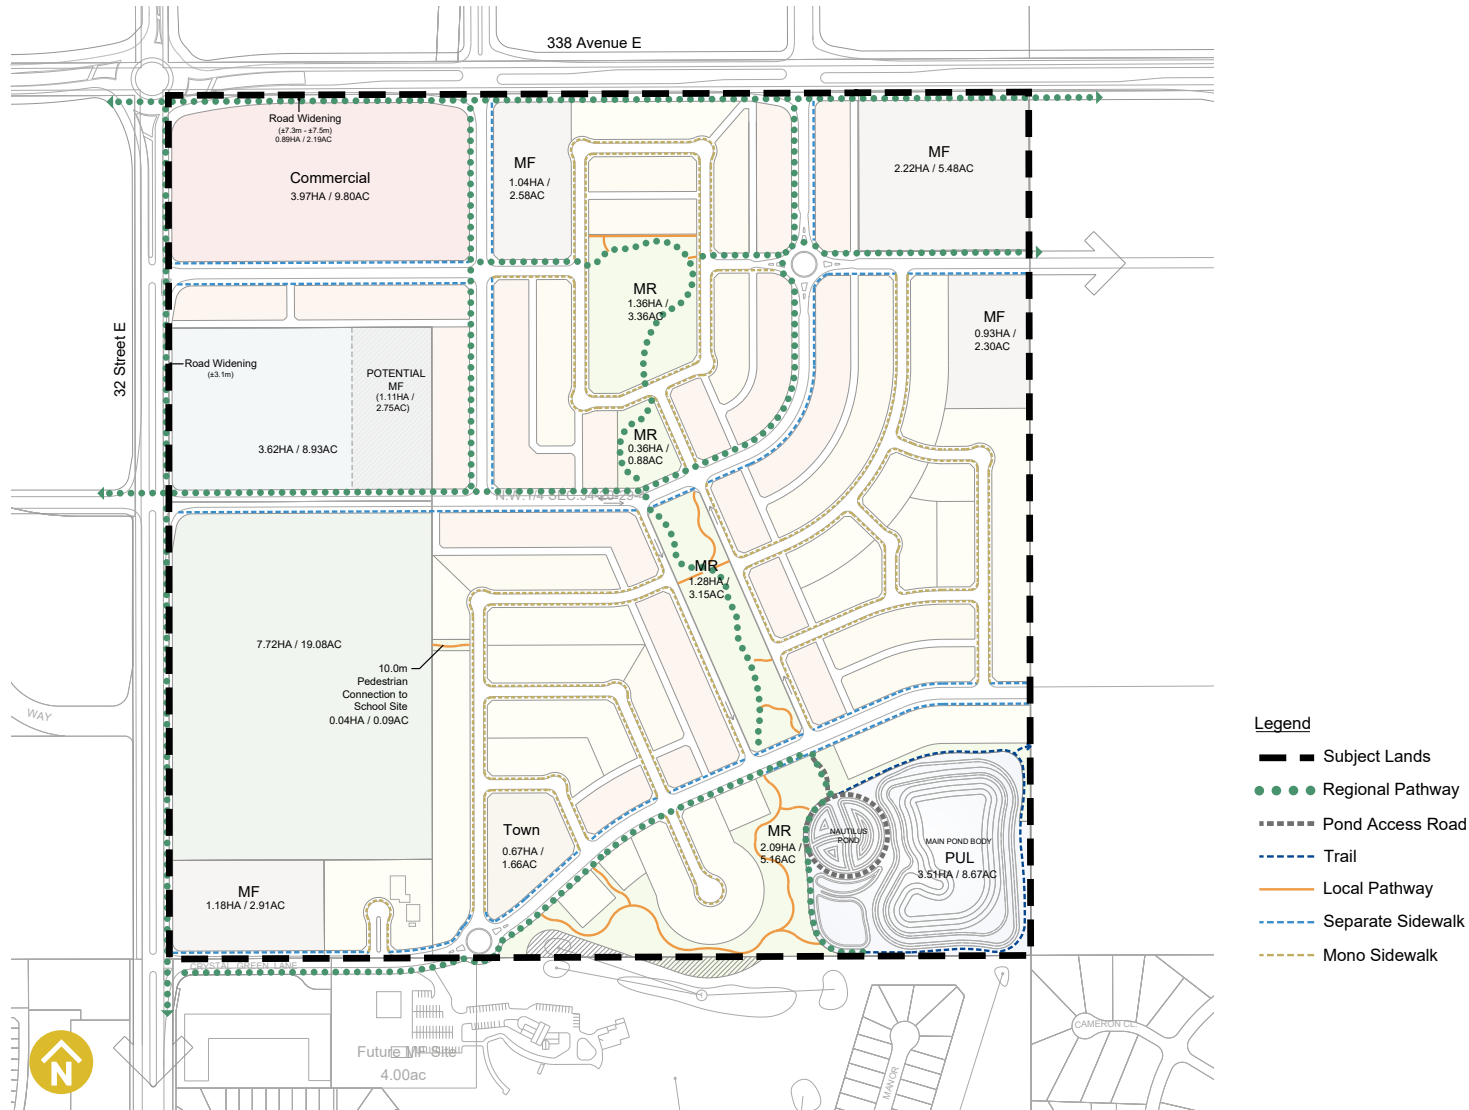 338 Avenue E
Road Widening
(±7.3m - ±7.5m)
0.89HA / 2.19AC
Commercial
3.97HA / 9.80AC
MF
1.04HA /
2.58AC
MF
2.22HA / 5.48AC
MR
1.36HA /
3.36AC
MF
0.93HA /
2.30AC
32 Street E
Road Widening
(±3.1m)
POTENTIAL
MF
(1.11HA /
2.75AC)
3.62HA / 8.93AC
MR
0.36HA /
0.88AC
MR
1.28HA /
3.15AC
7.72HA / 19.08AC
10.0m
Pedestrian
Connection to
School Site
0.04HA / 0.09AC
WAY
Town
0.67HA /
1.66AC
MR
2.09HA /
5.16AC
NAUTILUS
POND
MAIN POND BODY
PUL
3.51HA / 8.67AC
MF
1.18HA / 2.91AC
CRYSTAL GREEN LANE
Future MF Site
4.00ac
MANOR
CAMERON CL.
N
Legend
Subject Lands
Regional Pathway
Pond Access Road
Trail
Local Pathway
Separate Sidewalk
Mono Sidewalk